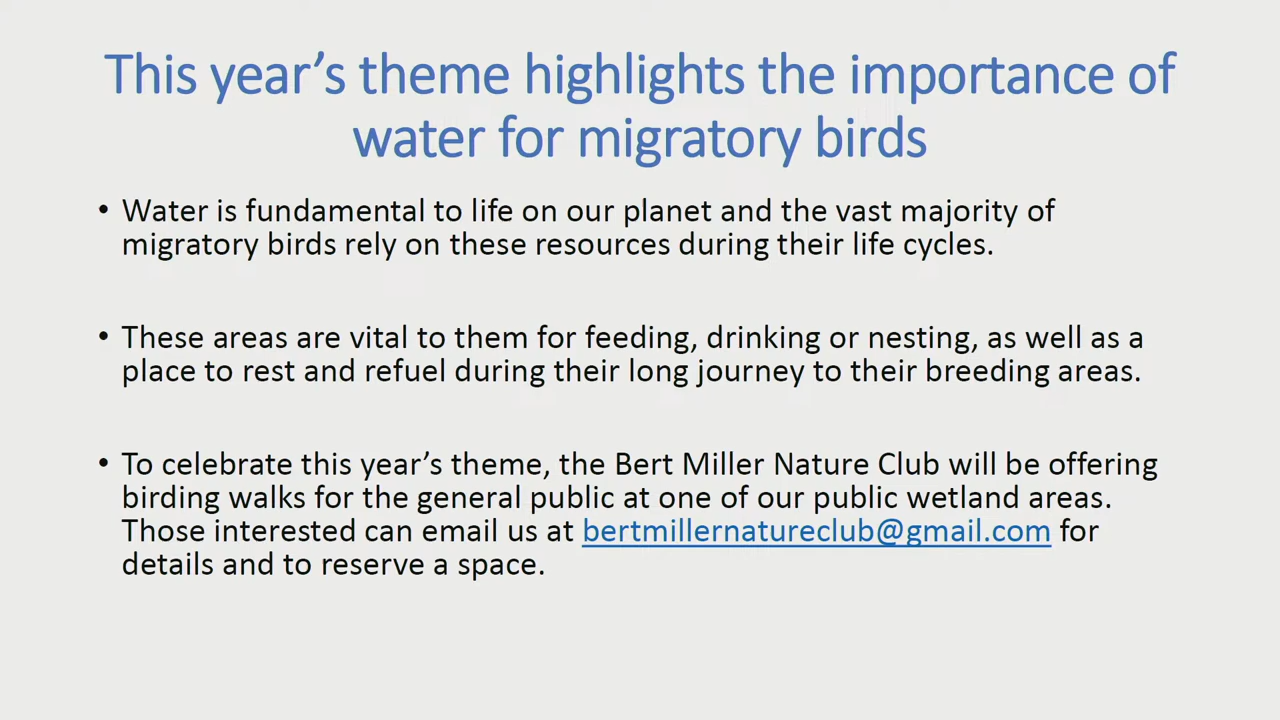 This year’s theme highlights the importance of
water for migratory birds
• Water is fundamental to life on our planet and the vast majority of
migratory birds rely on these resources during their life cycles.
• These areas are vital to them for feeding, drinking or nesting, as well as a
place to rest and refuel during their long journey to their breeding areas.
• To celebrate this year’s theme, the Bert Miller Nature Club will be offering
birding walks for the general public at one of our public wetland areas.
Those interested can email us at bertmillernatureclub@gmail.com for
details and to reserve a space.